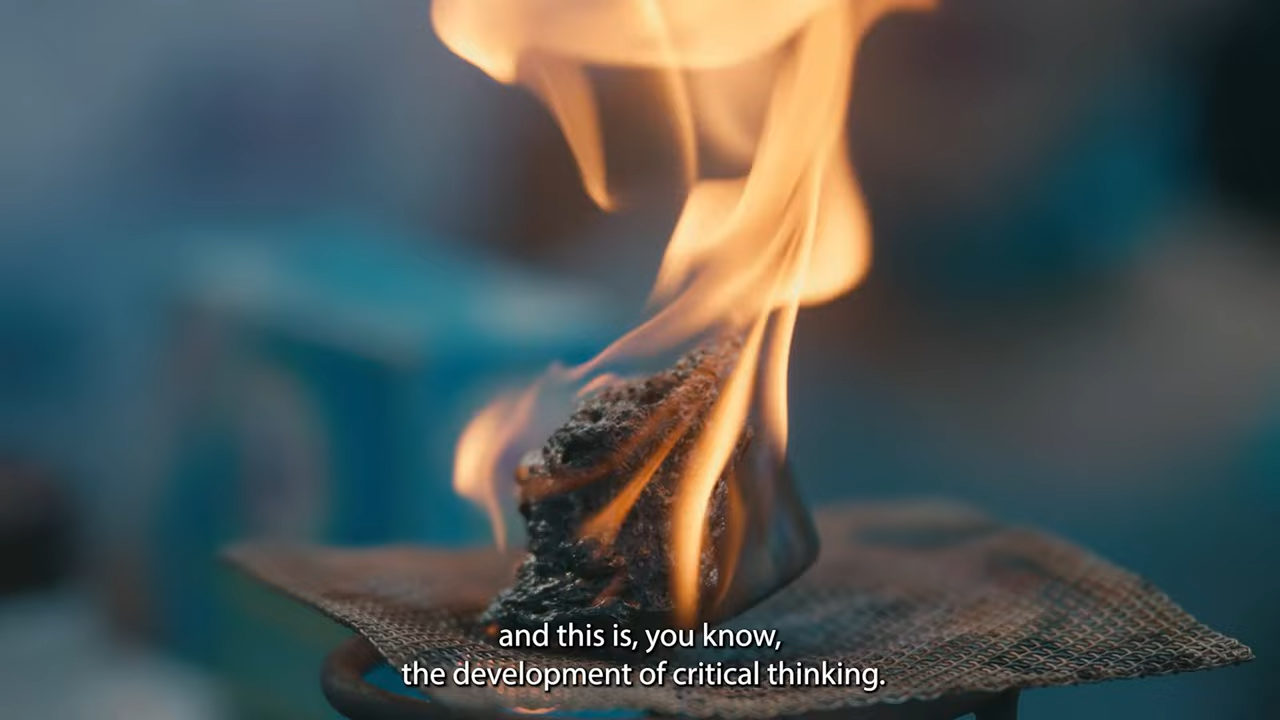 and this is, you know,
the development of critical thinking.